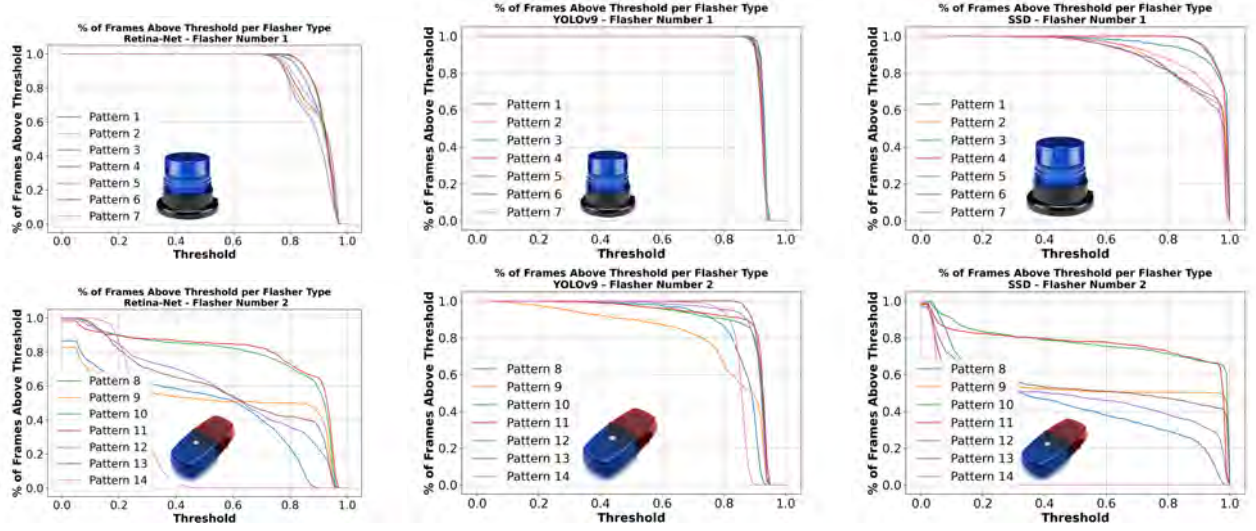 % of Frames Above Threshold per Flasher Type
Retina-Net - Flasher Number 1
% of Frames Above Threshold
1.0
0.8
0.6
0.4
0.2
0.0
Pattern 1
Pattern 2
Pattern 3
Pattern 4
Pattern 5
Pattern 6
Pattern 7
0.0 0.2 0.4 0.6 0.8 1.0
Threshold
% of Frames Above Threshold per Flasher Type
YOLOv9 - Flasher Number 1
% of Frames Above Threshold
1.0
0.8
0.6
0.4
0.2
0.0
Pattern 1
Pattern 2
Pattern 3
Pattern 4
Pattern 5
Pattern 6
Pattern 7
0.0 0.2 0.4 0.6 0.8 1.0
Threshold
% of Frames Above Threshold per Flasher Type
SSD - Flasher Number 1
% of Frames Above Threshold
1.0
0.8
0.6
0.4
0.2
0.0
Pattern 1
Pattern 2
Pattern 3
Pattern 4
Pattern 5
Pattern 6
Pattern 7
0.0 0.2 0.4 0.6 0.8 1.0
Threshold
% of Frames Above Threshold per Flasher Type
Retina-Net - Flasher Number 2
% of Frames Above Threshold
1.0
0.8
0.6
0.4
0.2
0.0
Pattern 8
Pattern 9
Pattern 10
Pattern 11
Pattern 12
Pattern 13
Pattern 14
0.0 0.2 0.4 0.6 0.8 1.0
Threshold
% of Frames Above Threshold per Flasher Type
YOLOv9 - Flasher Number 2
% of Frames Above Threshold
1.0
0.8
0.6
0.4
0.2
0.0
Pattern 8
Pattern 9
Pattern 10
Pattern 11
Pattern 12
Pattern 13
Pattern 14
0.0 0.2 0.4 0.6 0.8 1.0
Threshold
% of Frames Above Threshold per Flasher Type
SSD - Flasher Number 2
% of Frames Above Threshold
1.0
0.8
0.6
0.4
0.2
0.0
Pattern 8
Pattern 9
Pattern 10
Pattern 11
Pattern 12
Pattern 13
Pattern 14
0.0 0.2 0.4 0.6 0.8 1.0
Threshold